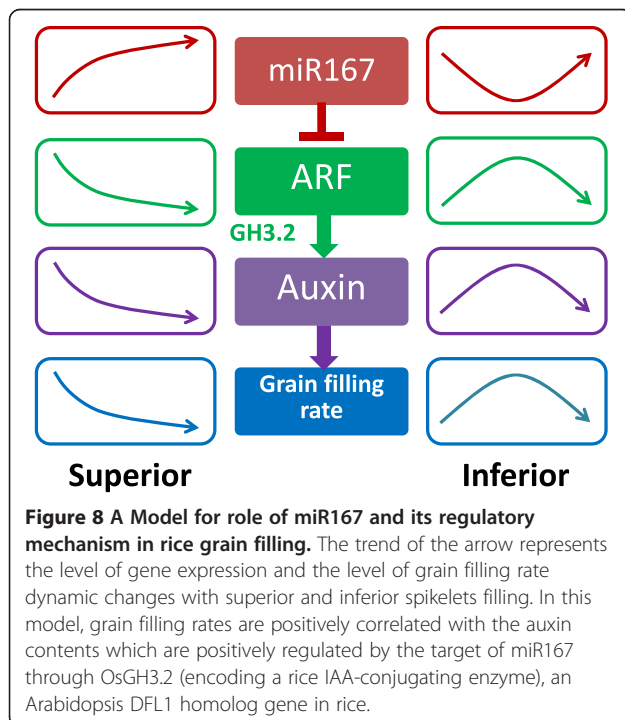 miR167
ARF
GH3.2
Auxin
Grain filling
rate
Superior
Inferior
Figure 8 A Model for role of miR167 and its regulatory
mechanism in rice grain filling. The trend of the arrow represents
the level of gene expression and the level of grain filling rate
dynamic changes with superior and inferior spikelets filling. In this
model, grain filling rates are positively correlated with the auxin
contents which are positively regulated by the target of miR167
through OsGH3.2 (encoding a rice IAA-conjugating enzyme), an
Arabidopsis DFL1 homolog gene in rice.